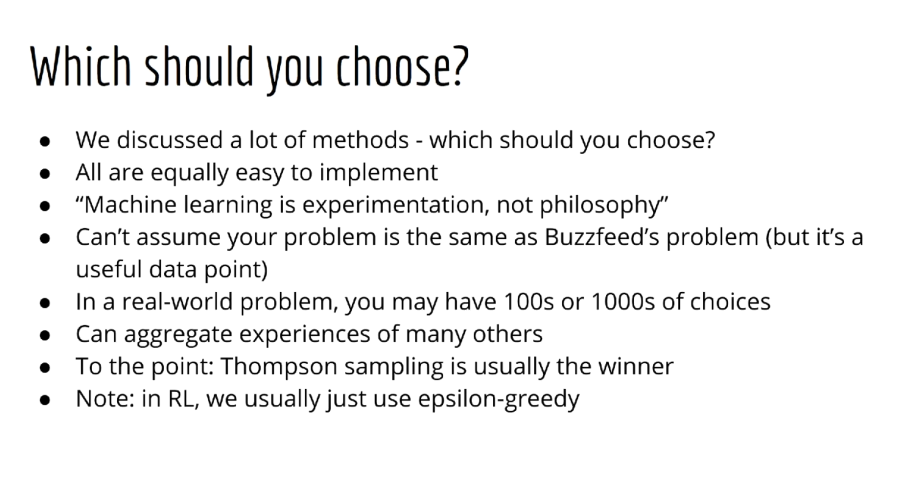 Which should you choose?
● We discussed a lot of methods - which should you choose?
● All are equally easy to implement
● “Machine learning is experimentation, not philosophy”
● Can’t assume your problem is the same as Buzzfeed’s problem (but it’s a
useful data point)
● In a real-world problem, you may have 100s or 1000s of choices
● Can aggregate experiences of many others
● To the point: Thompson sampling is usually the winner
● Note: in RL, we usually just use epsilon-greedy